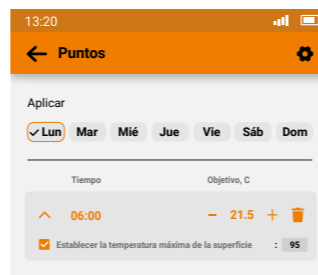 13:20
Puntos
Aplicar
Lun Mar Mié Jue Vie Sáb Dom
Tiempo Objetivo, C
06:00 − 21.5 +
Establecer la temperatura máxima de la superficie : 95